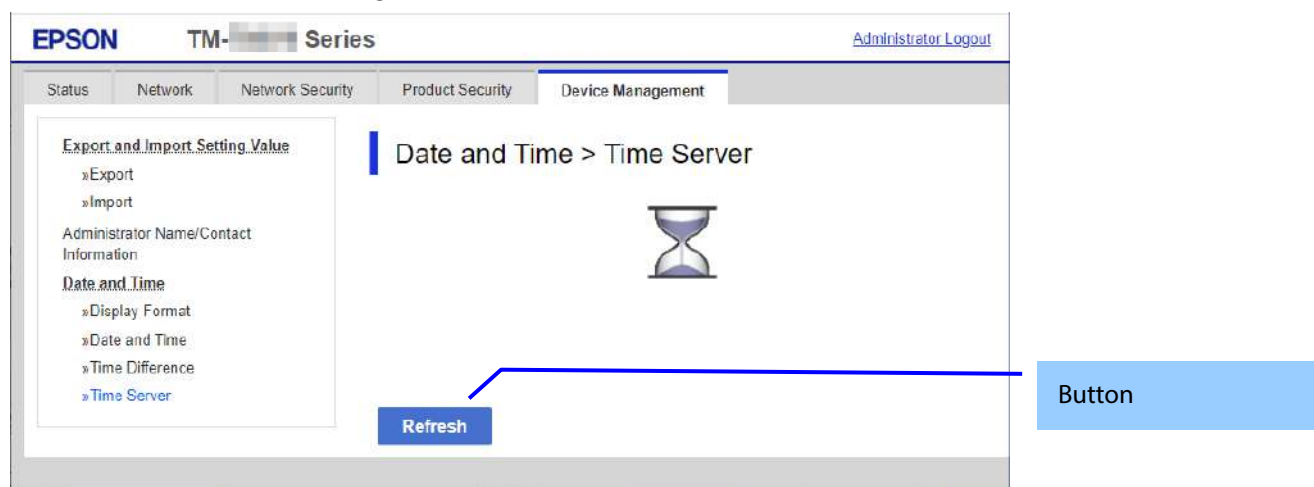 EPSON TM- Series Administrator Logout
Status Network Network Security Product Security Device Management
Export and Import Setting Value
»Export
»Import
Administrator Name/Contact
Information
Date and Time
»Display Format
»Date and Time
»Time Difference
»Time Server
Date and Time > Time Server
Refresh
Button